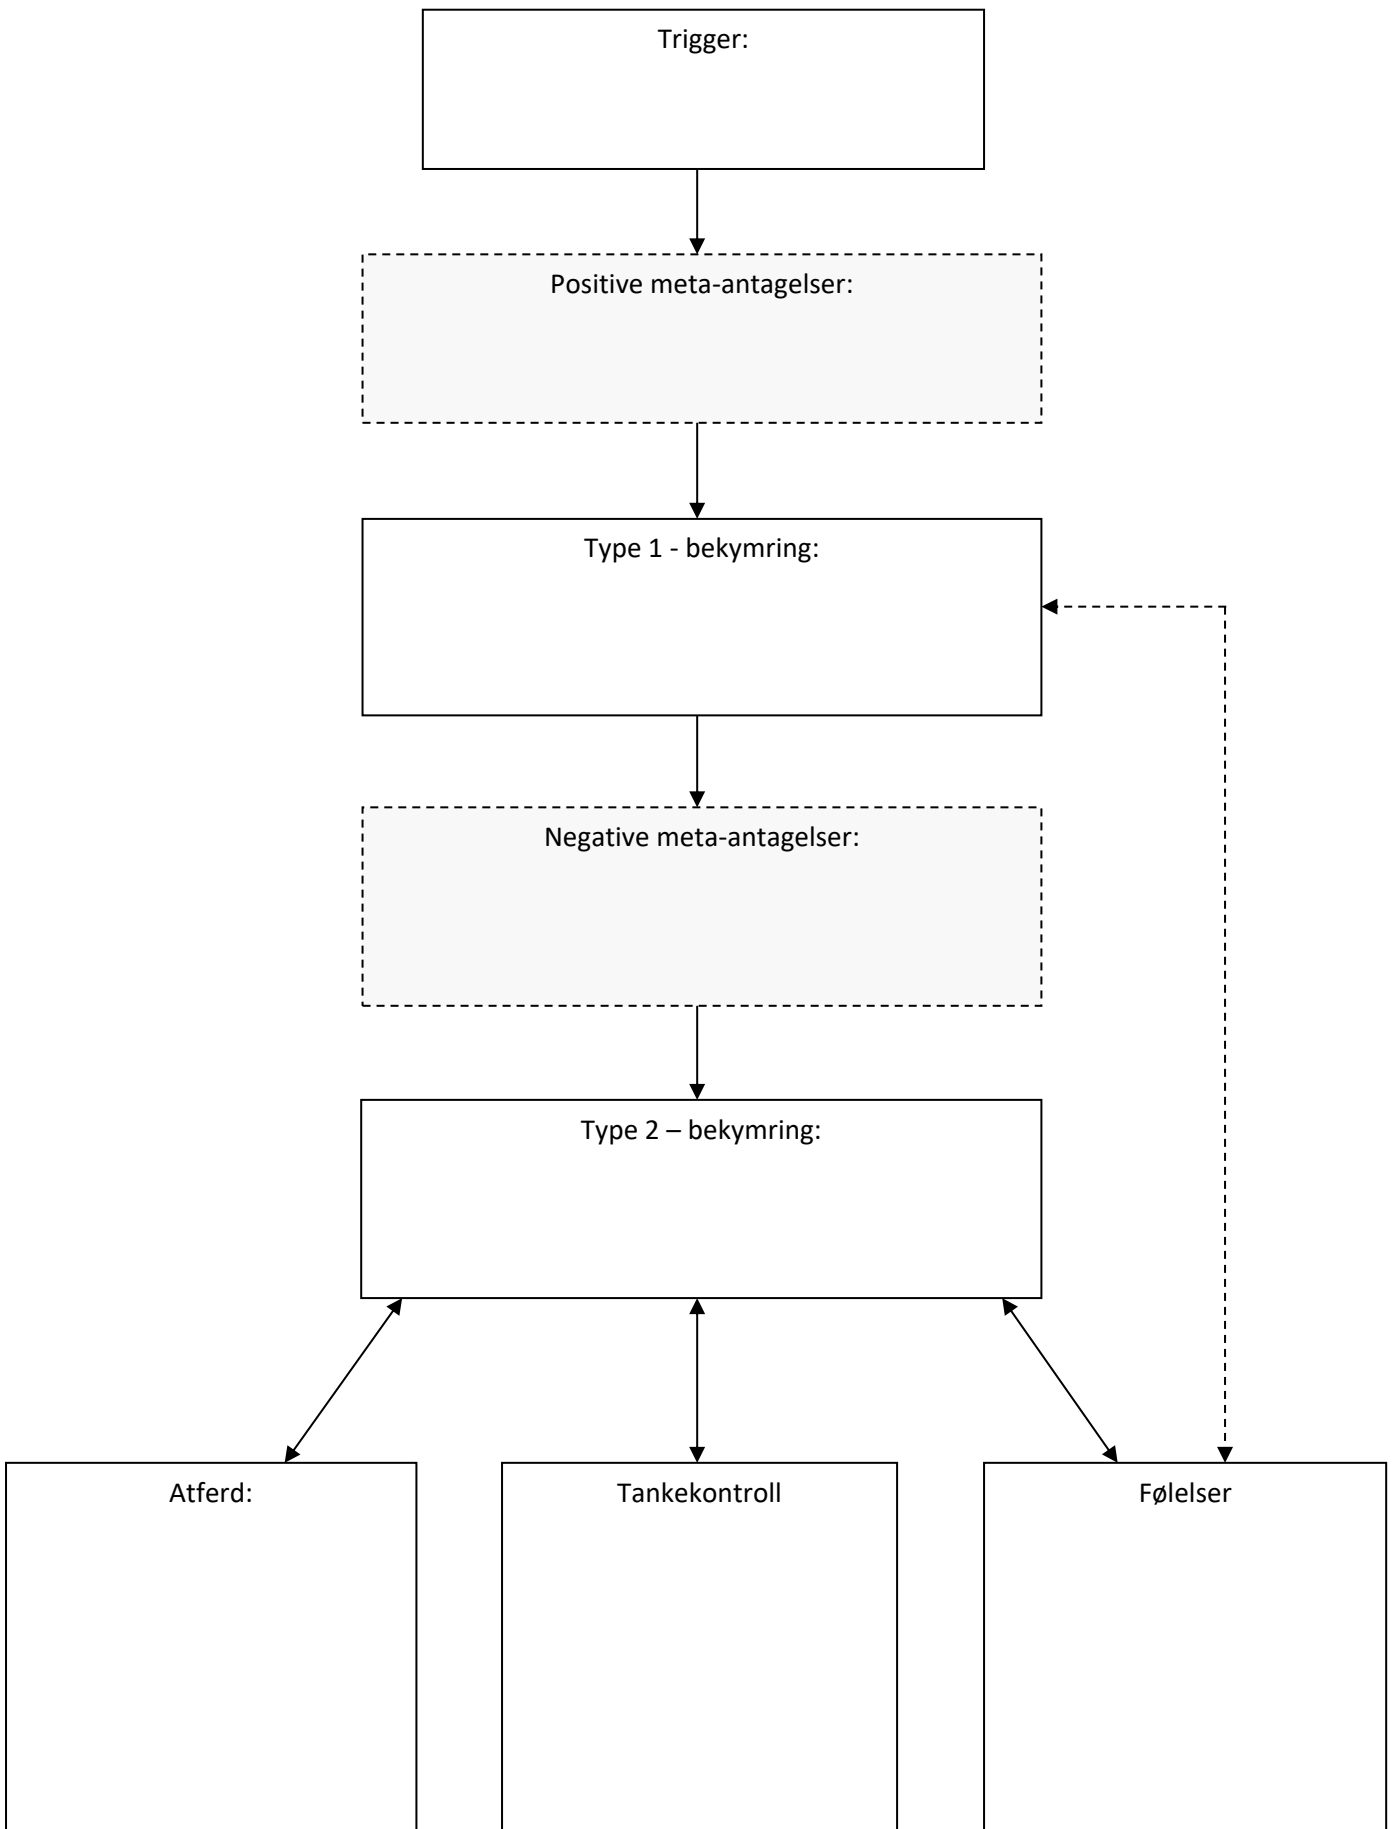 Trigger:
Positive meta-antagelser:
Type 1 - bekymring:
Negative meta-antagelser:
Type 2 – bekymring:
Atferd:
Tankekontroll
Følelser